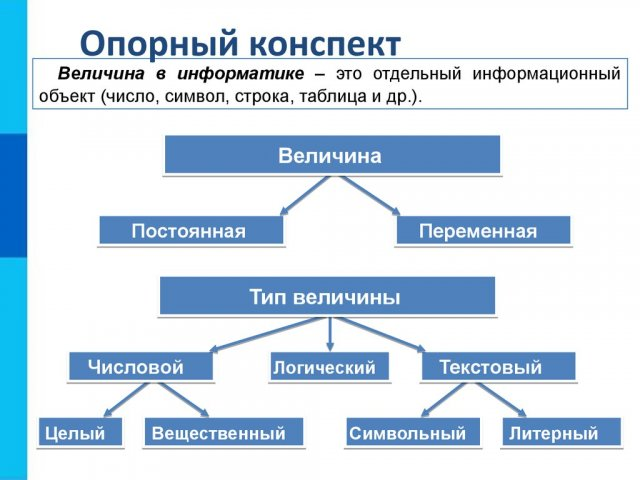 Опорный конспект
Величина в информатике – это отдельный информационный
объект (число, символ, строка, таблица и др.).
Величина
Постоянная Переменная
Тип величины
Числовой Логический Текстовый
Целый Вещественный Символьный Литерный